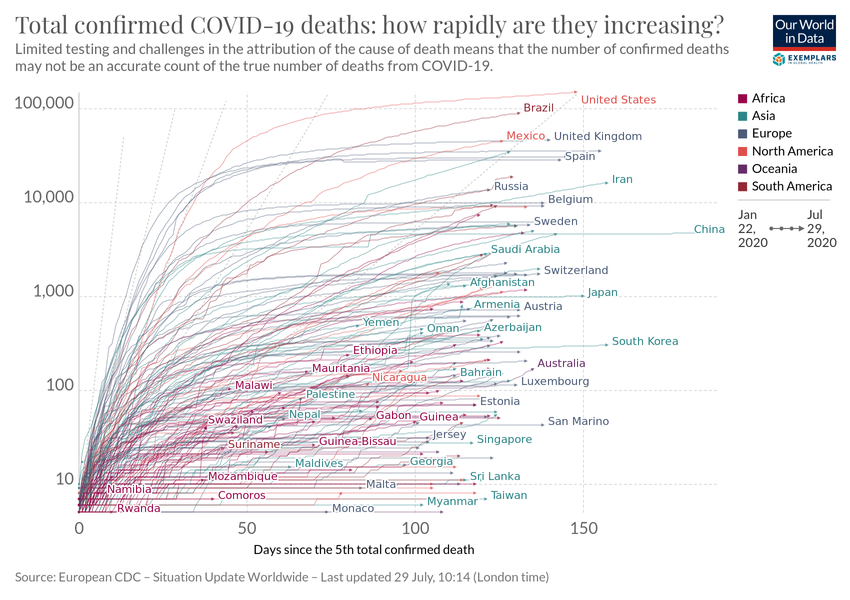 Total confirmed COVID-19 deaths: how rapidly are they increasing?
Limited testing and challenges in the attribution of the cause of death means that the number of confirmed deaths
may not be an accurate count of the true number of deaths from COVID-19.
Our World
in Data
EXEMPLARS
IN GLOBAL HEALTH
100,000
10,000
1,000
100
10
0
50
100
150
Days since the 5th total confirmed death
United States
Brazil
Mexico
United Kingdom
Spain
Iran
Russia
Belgium
Sweden
China
Saudi Arabia
Switzerland
Afghanistan
Japan
Armenia
Austria
Yemen
Oman
Azerbaijan
South Korea
Ethiopia
Mauritania
Australia
Nicaragua
Bahrain
Malawi
Luxembourg
Palestine
Estonia
Nepal
Gabon
Guinea
Swaziland
San Marino
Jersey
Singapore
Suriname
Guinea-Bissau
Maldives
Georgia
Mozambique
Sri Lanka
Malta
Namibia
Comoros
Taiwan
Myanmar
Rwanda
Monaco
Africa
Asia
Europe
North America
Oceania
South America
Jan
22,
2020
Jul
29,
2020
Source: European CDC – Situation Update Worldwide – Last updated 29 July, 10:14 (London time)